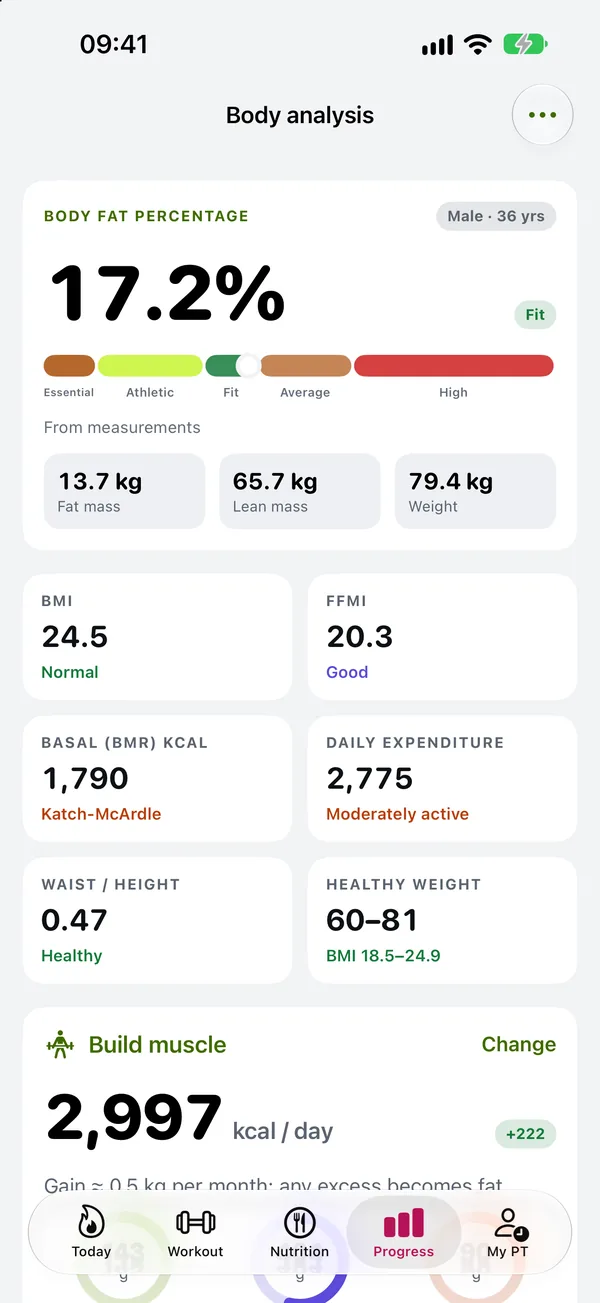 09:41
Body analysis
BODY FAT PERCENTAGE
Male · 36 yrs
17.2%
Fit
Essential Athletic Fit Average High
From measurements
13.7 kg 65.7 kg 79.4 kg
Fat mass Lean mass Weight
BMI FFMI
24.5 20.3
Normal Good
BASAL (BMR) KCAL DAILY EXPENDITURE
1,790 2,775
Katch-McArdle Moderately active
WAIST / HEIGHT HEALTHY WEIGHT
0.47 60–81
Healthy BMI 18.5–24.9
Build muscle Change
2,997 kcal / day
+222
Gain ≈ 0.5 kg per month; any excess becomes fat
Today Workout Nutrition Progress My PT
g g g